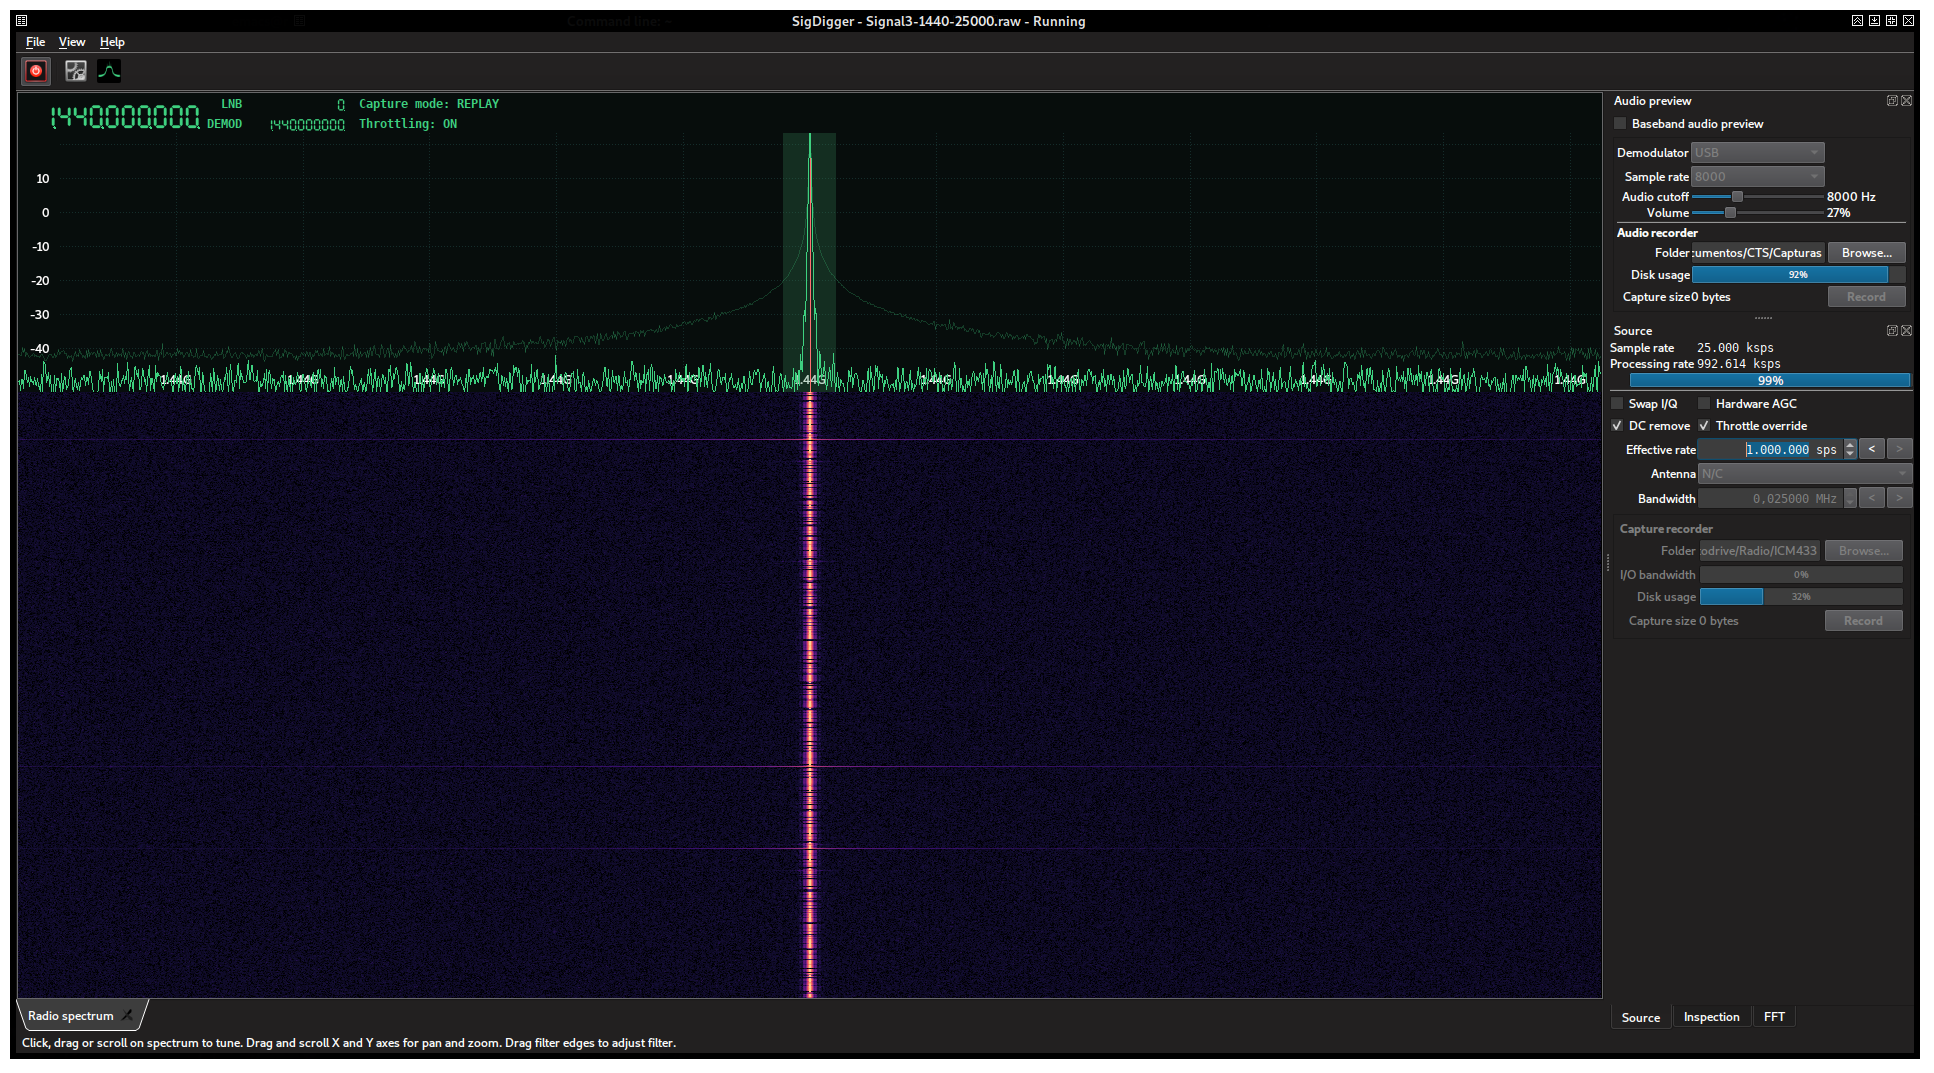 SigDigger - Signal3-1440-25000.raw - Running
File View Help
1440.000.000 LNB 0 Capture mode: REPLAY
DEMOD 1440.000.000 Throttling: ON
10
0
-10
-20
-30
-40
1.44G 1.44G 1.44G 1.44G 1.44G 1.44G 1.44G 1.44G 1.44G 1.44G 1.44G 1.44G
Audio preview
Baseband audio preview
Demodulator USB
Sample rate 8000
Audio cutoff 8000 Hz
Volume 27%
Audio recorder
Folder :umentos/CTS/Capturas Browse...
Disk usage 92%
Capture size 0 bytes Record
Source
Sample rate 25.000 ksps
Processing rate 992.614 ksps
99%
Swap I/Q Hardware AGC
DC remove Throttle override
Effective rate 1.000.000 sps < >
Antenna N/C
Bandwidth 0,025000 MHz < >
Capture recorder
Folder odrive/Radio/ICM433 Browse...
I/O bandwidth 0%
Disk usage 32%
Capture size 0 bytes Record
Radio spectrum
Source Inspection FFT
Click, drag or scroll on spectrum to tune. Drag and scroll X and Y axes for pan and zoom. Drag filter edges to adjust filter.